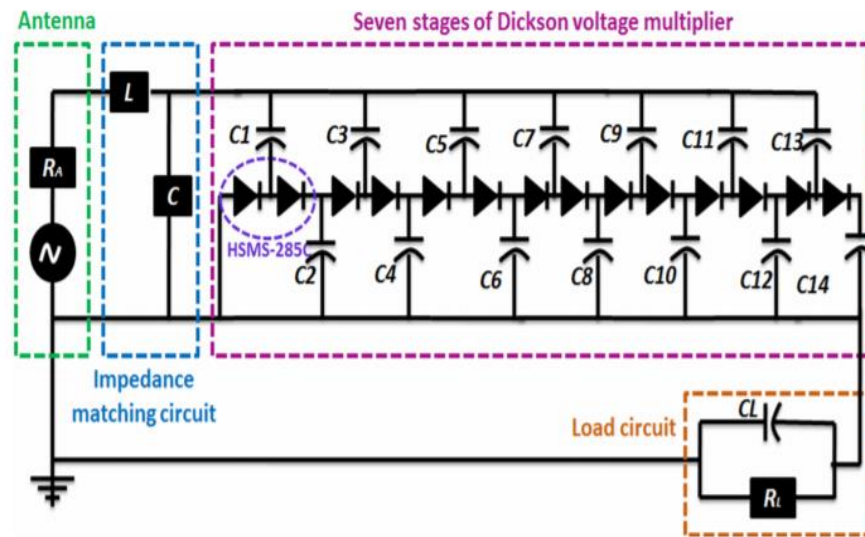 Antenna
Seven stages of Dickson voltage multiplier
L
C1
C3
C5
C7
C9
C11
C13
RA
C
N
HSMS-285C
C2
C4
C6
C8
C10
C12
C14
Impedance
matching circuit
Load circuit
CL
RL